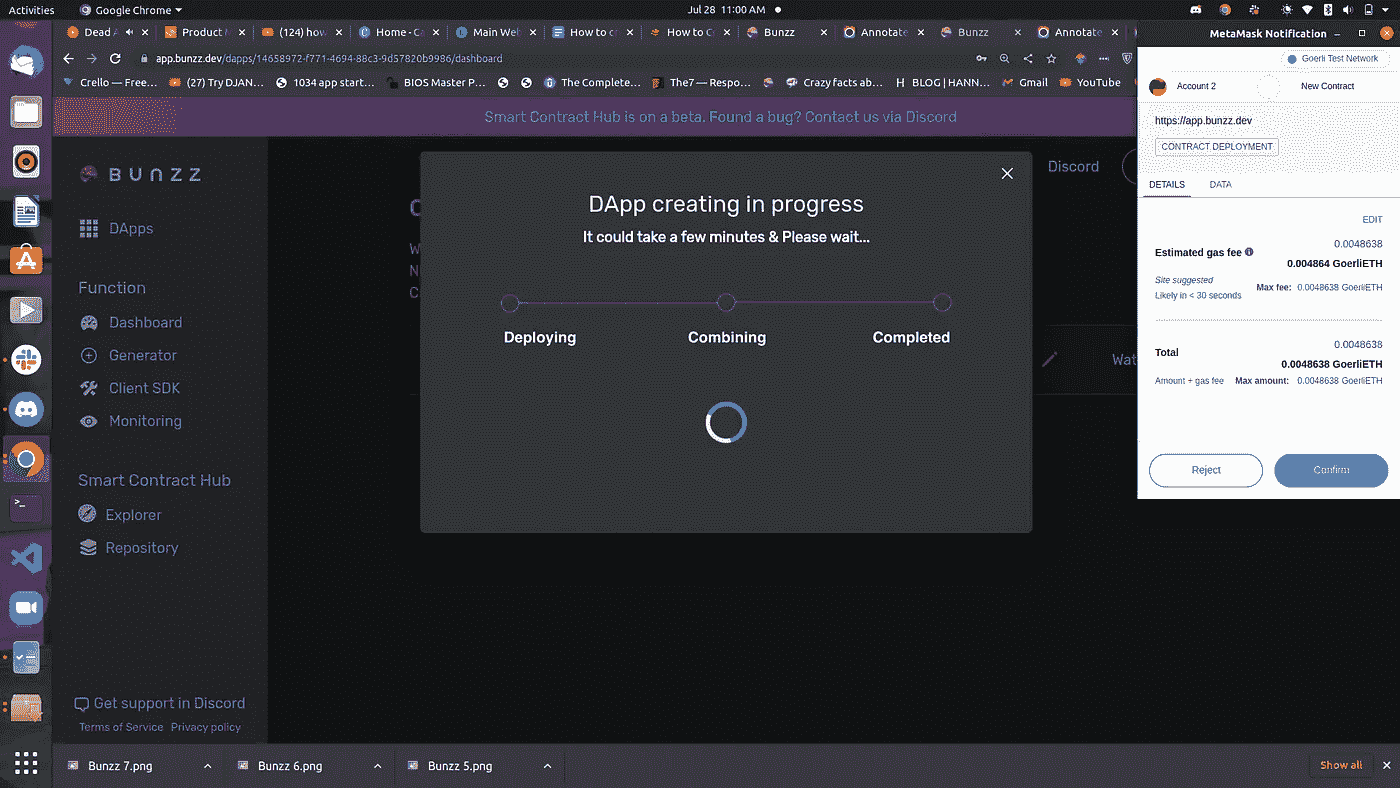 Activities
Google Chrome
Jul 28 11:00 AM
Dead A
Product M
(124) how
Home - Ca
Main Web
How to c
How To C
Bunzz
Annotate
Bunzz
Annotate
MetaMask Notification
app.bunzz.dev/dapps/14658972-f771-4694-88c3-9d57820b9986/dashboard
Crello — Free...
(27) Try DJAN...
1034 app start...
BIOS Master P...
The Complete...
The7 — Respo...
Crazy facts ab...
BLOG | HANN...
Gmail
YouTube
Smart Contract Hub is on a beta. Found a bug? Contact us via Discord
BUNZZ
DApps
Function
Dashboard
Generator
Client SDK
Monitoring
Smart Contract Hub
Explorer
Repository
Get support in Discord
Terms of Service Privacy policy
Discord
DApp creating in progress
It could take a few minutes & Please wait...
Deploying Combining Completed
Wat
Goerli Test Network
Account 2
New Contract
https://app.bunzz.dev
CONTRACT DEPLOYMENT
DETAILS DATA
EDIT
0.0048638
Estimated gas fee
0.004864 GoerliETH
Site suggested
Likely in < 30 seconds
Max fee: 0.0048638 GoerliETH
0.0048638
Total
0.0048638 GoerliETH
Amount + gas fee Max amount: 0.0048638 GoerliETH
Reject Confirm
Bunzz 7.png
Bunzz 6.png
Bunzz 5.png
Show all